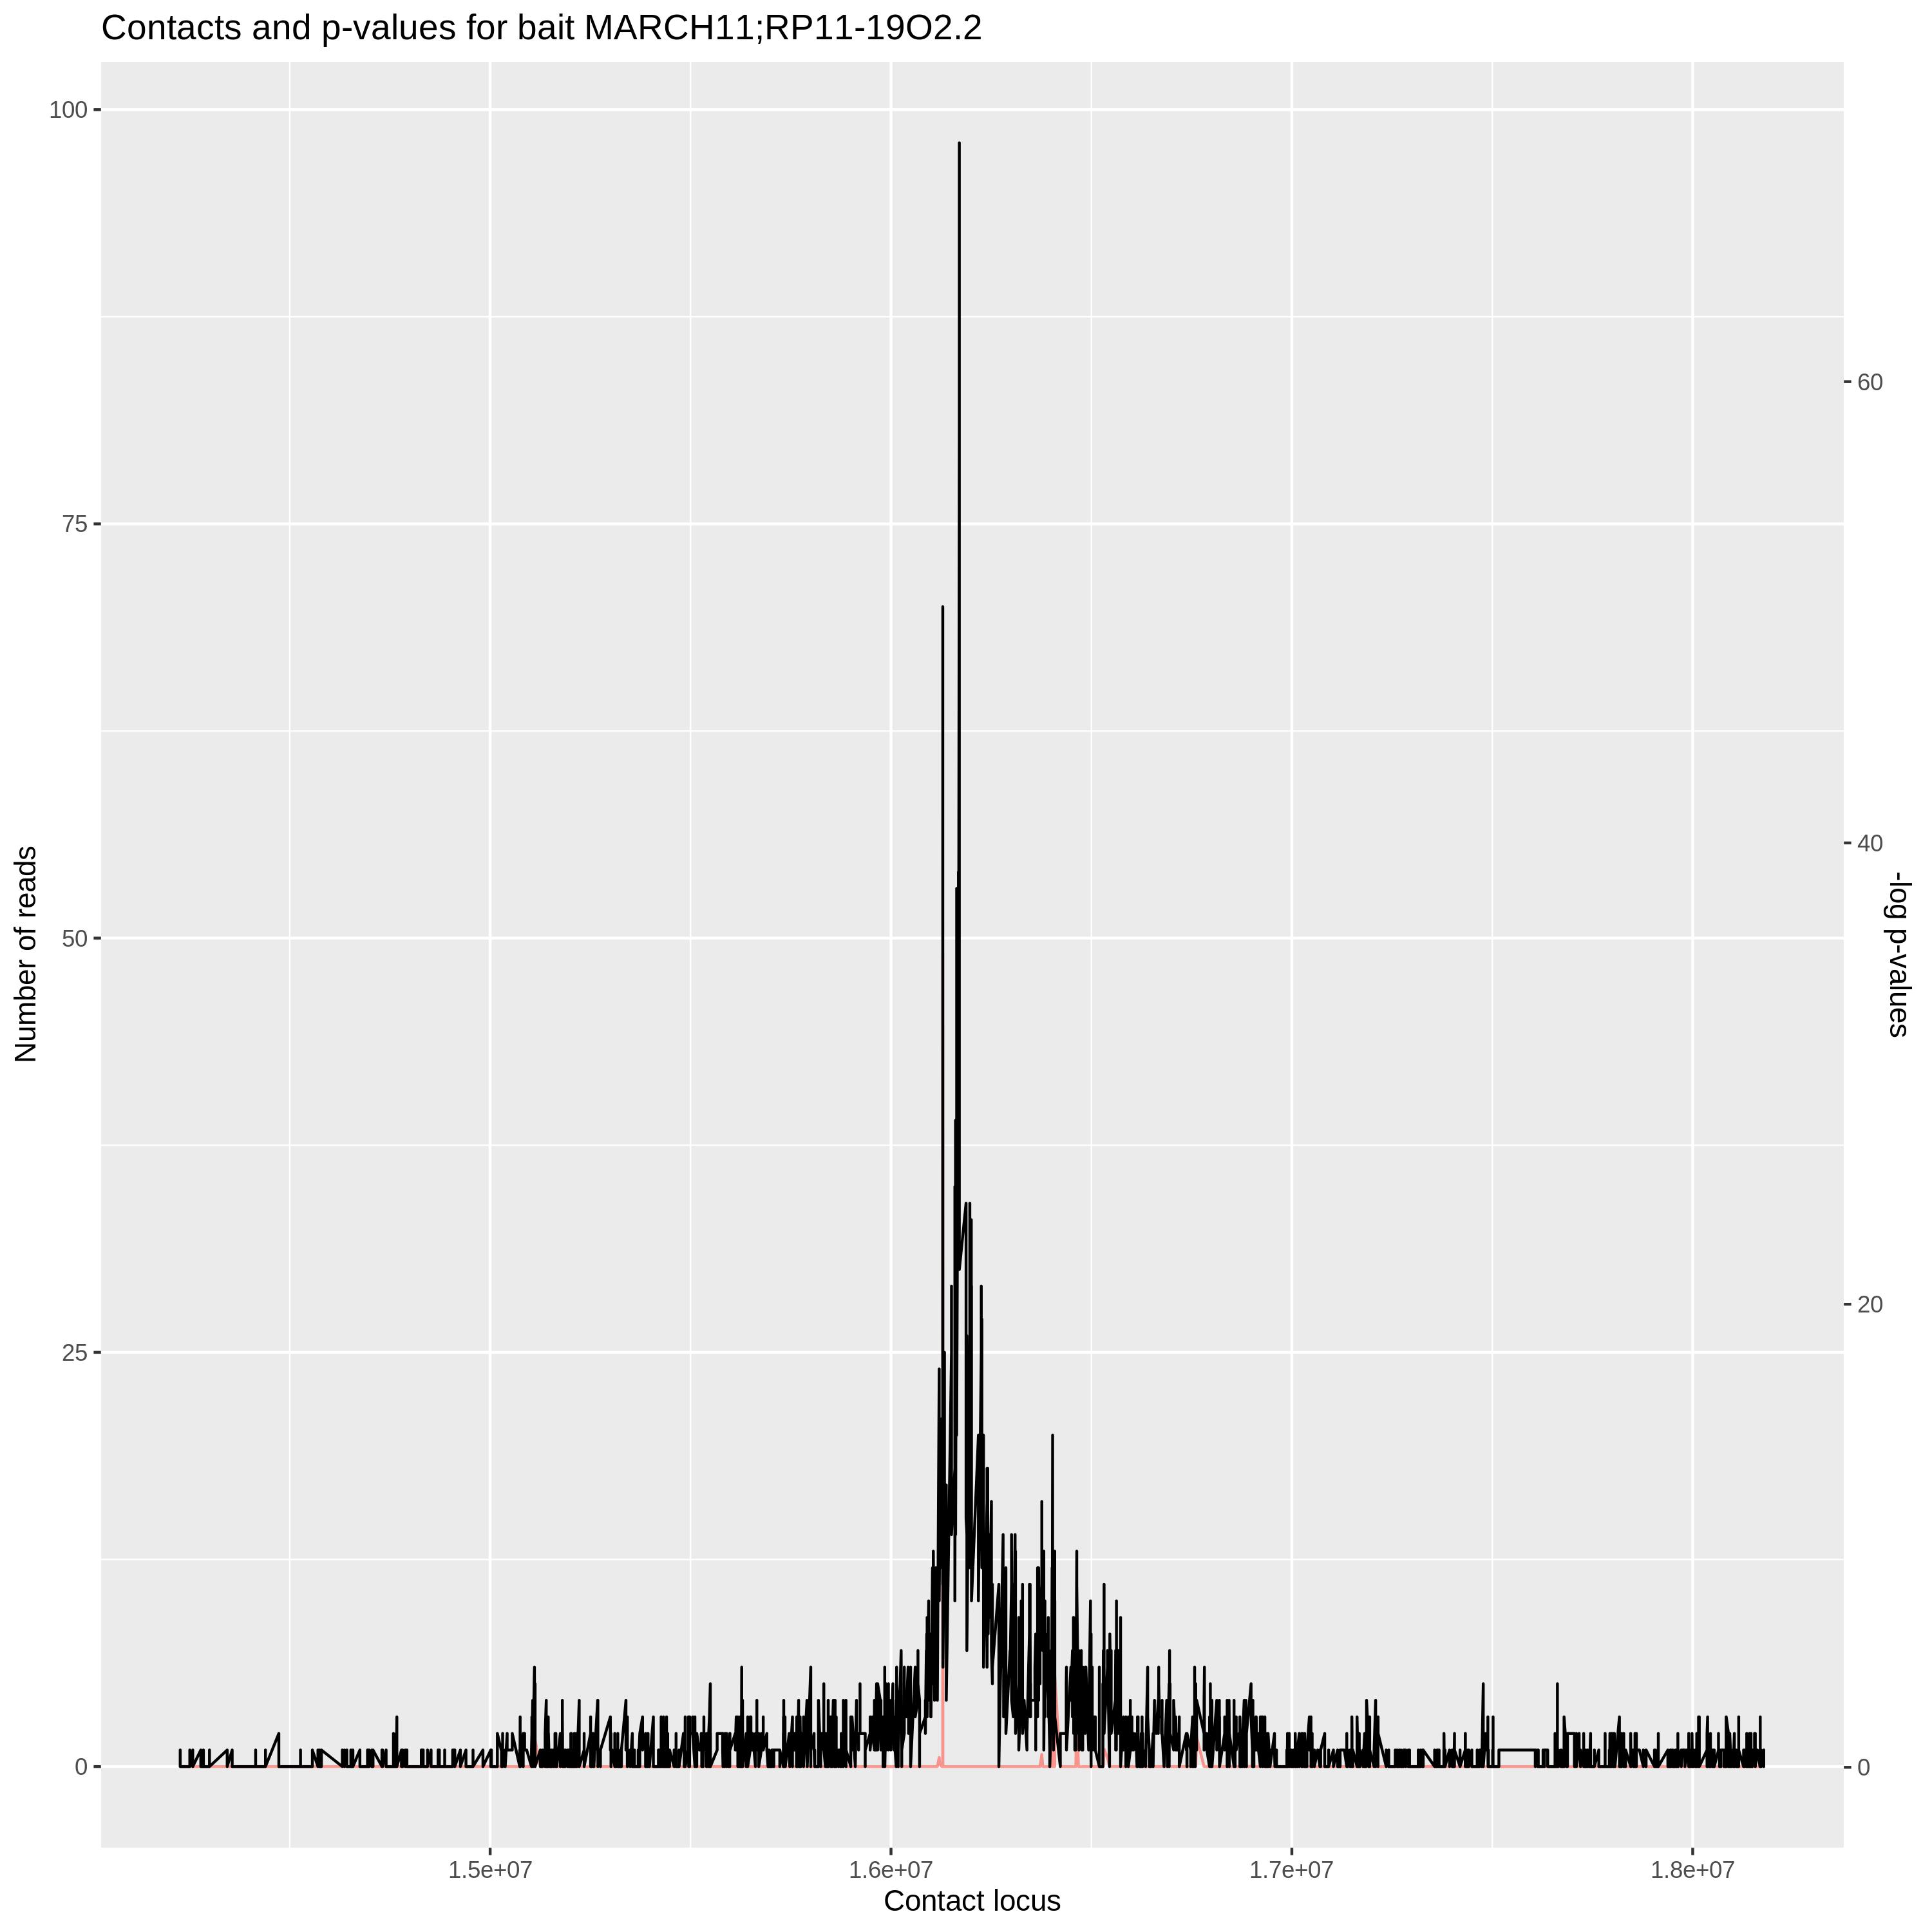 Contacts and p-values for bait MARCH11;RP11-19O2.2
100
75
50
25
0
Number of reads
60
40
20
0
-log p-values
1.5e+07 1.6e+07 1.7e+07 1.8e+07
Contact locus